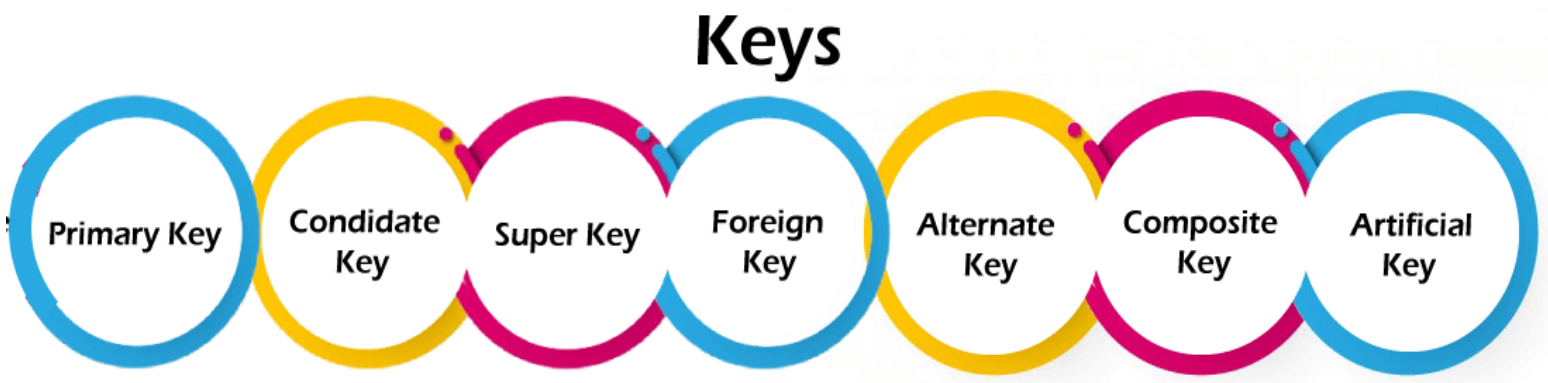 Keys
Primary Key
Condidate
Key
Super Key
Foreign
Key
Alternate
Key
Composite
Key
Artificial
Key